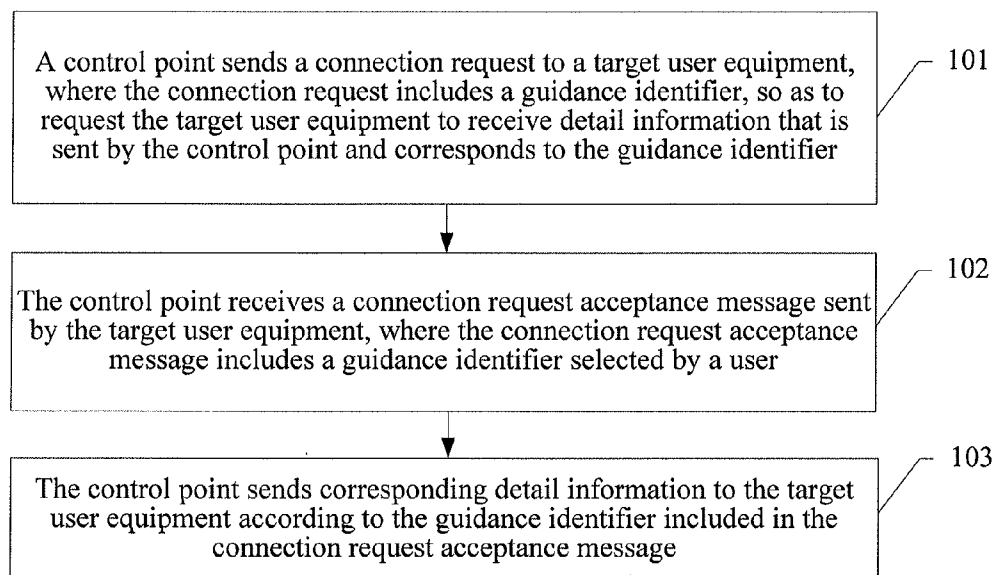 A control point sends a connection request to a target user equipment,
where the connection request includes a guidance identifier, so as to
request the target user equipment to receive detail information that is
sent by the control point and corresponds to the guidance identifier
101
The control point receives a connection request acceptance message sent
by the target user equipment, where the connection request acceptance
message includes a guidance identifier selected by a user
102
The control point sends corresponding detail information to the target
user equipment according to the guidance identifier included in the
connection request acceptance message
103